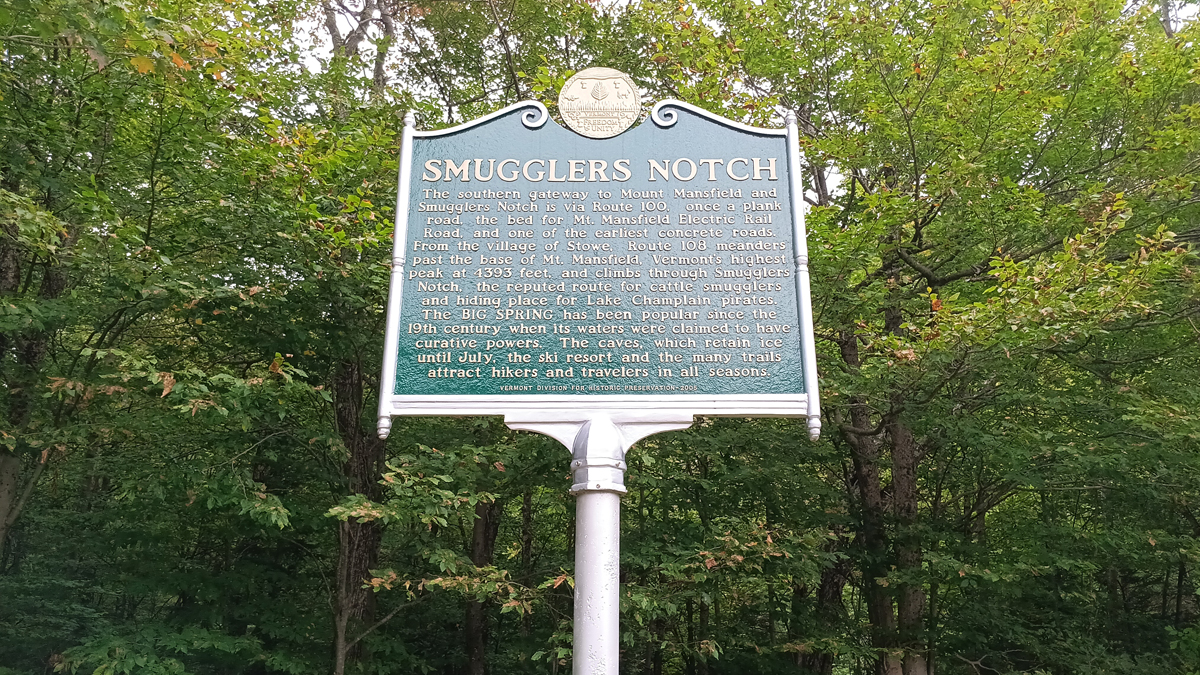 VERMONT
FREEDOM
& UNITY
SMUGGLERS NOTCH
The southern gateway to Mount Mansfield and
Smugglers Notch is via Route 100, once a plank
road, the bed for Mt. Mansfield Electric Rail
Road, and one of the earliest concrete roads.
From the village of Stowe, Route 108 meanders
past the base of Mt. Mansfield, Vermont's highest
peak at 4393 feet, and climbs through Smugglers
Notch, the reputed route for cattle smugglers
and hiding place for Lake Champlain pirates.
The BIG SPRING has been popular since the
19th century when its waters were claimed to have
curative powers. The caves, which retain ice
until July, the ski resort and the many trails
attract hikers and travelers in all seasons.
VERMONT DIVISION FOR HISTORIC PRESERVATION-2005